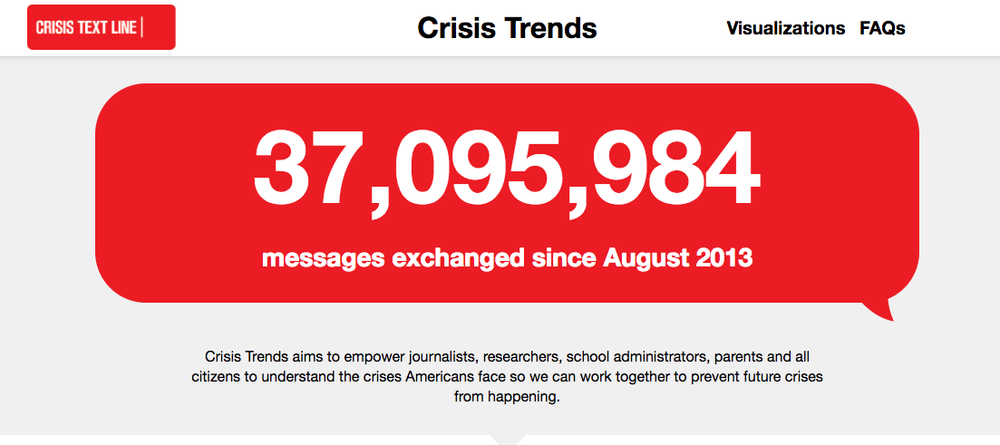 CRISIS TEXT LINE |
Crisis Trends
Visualizations FAQs
37,095,984
messages exchanged since August 2013
Crisis Trends aims to empower journalists, researchers, school administrators, parents and all
citizens to understand the crises Americans face so we can work together to prevent future crises
from happening.